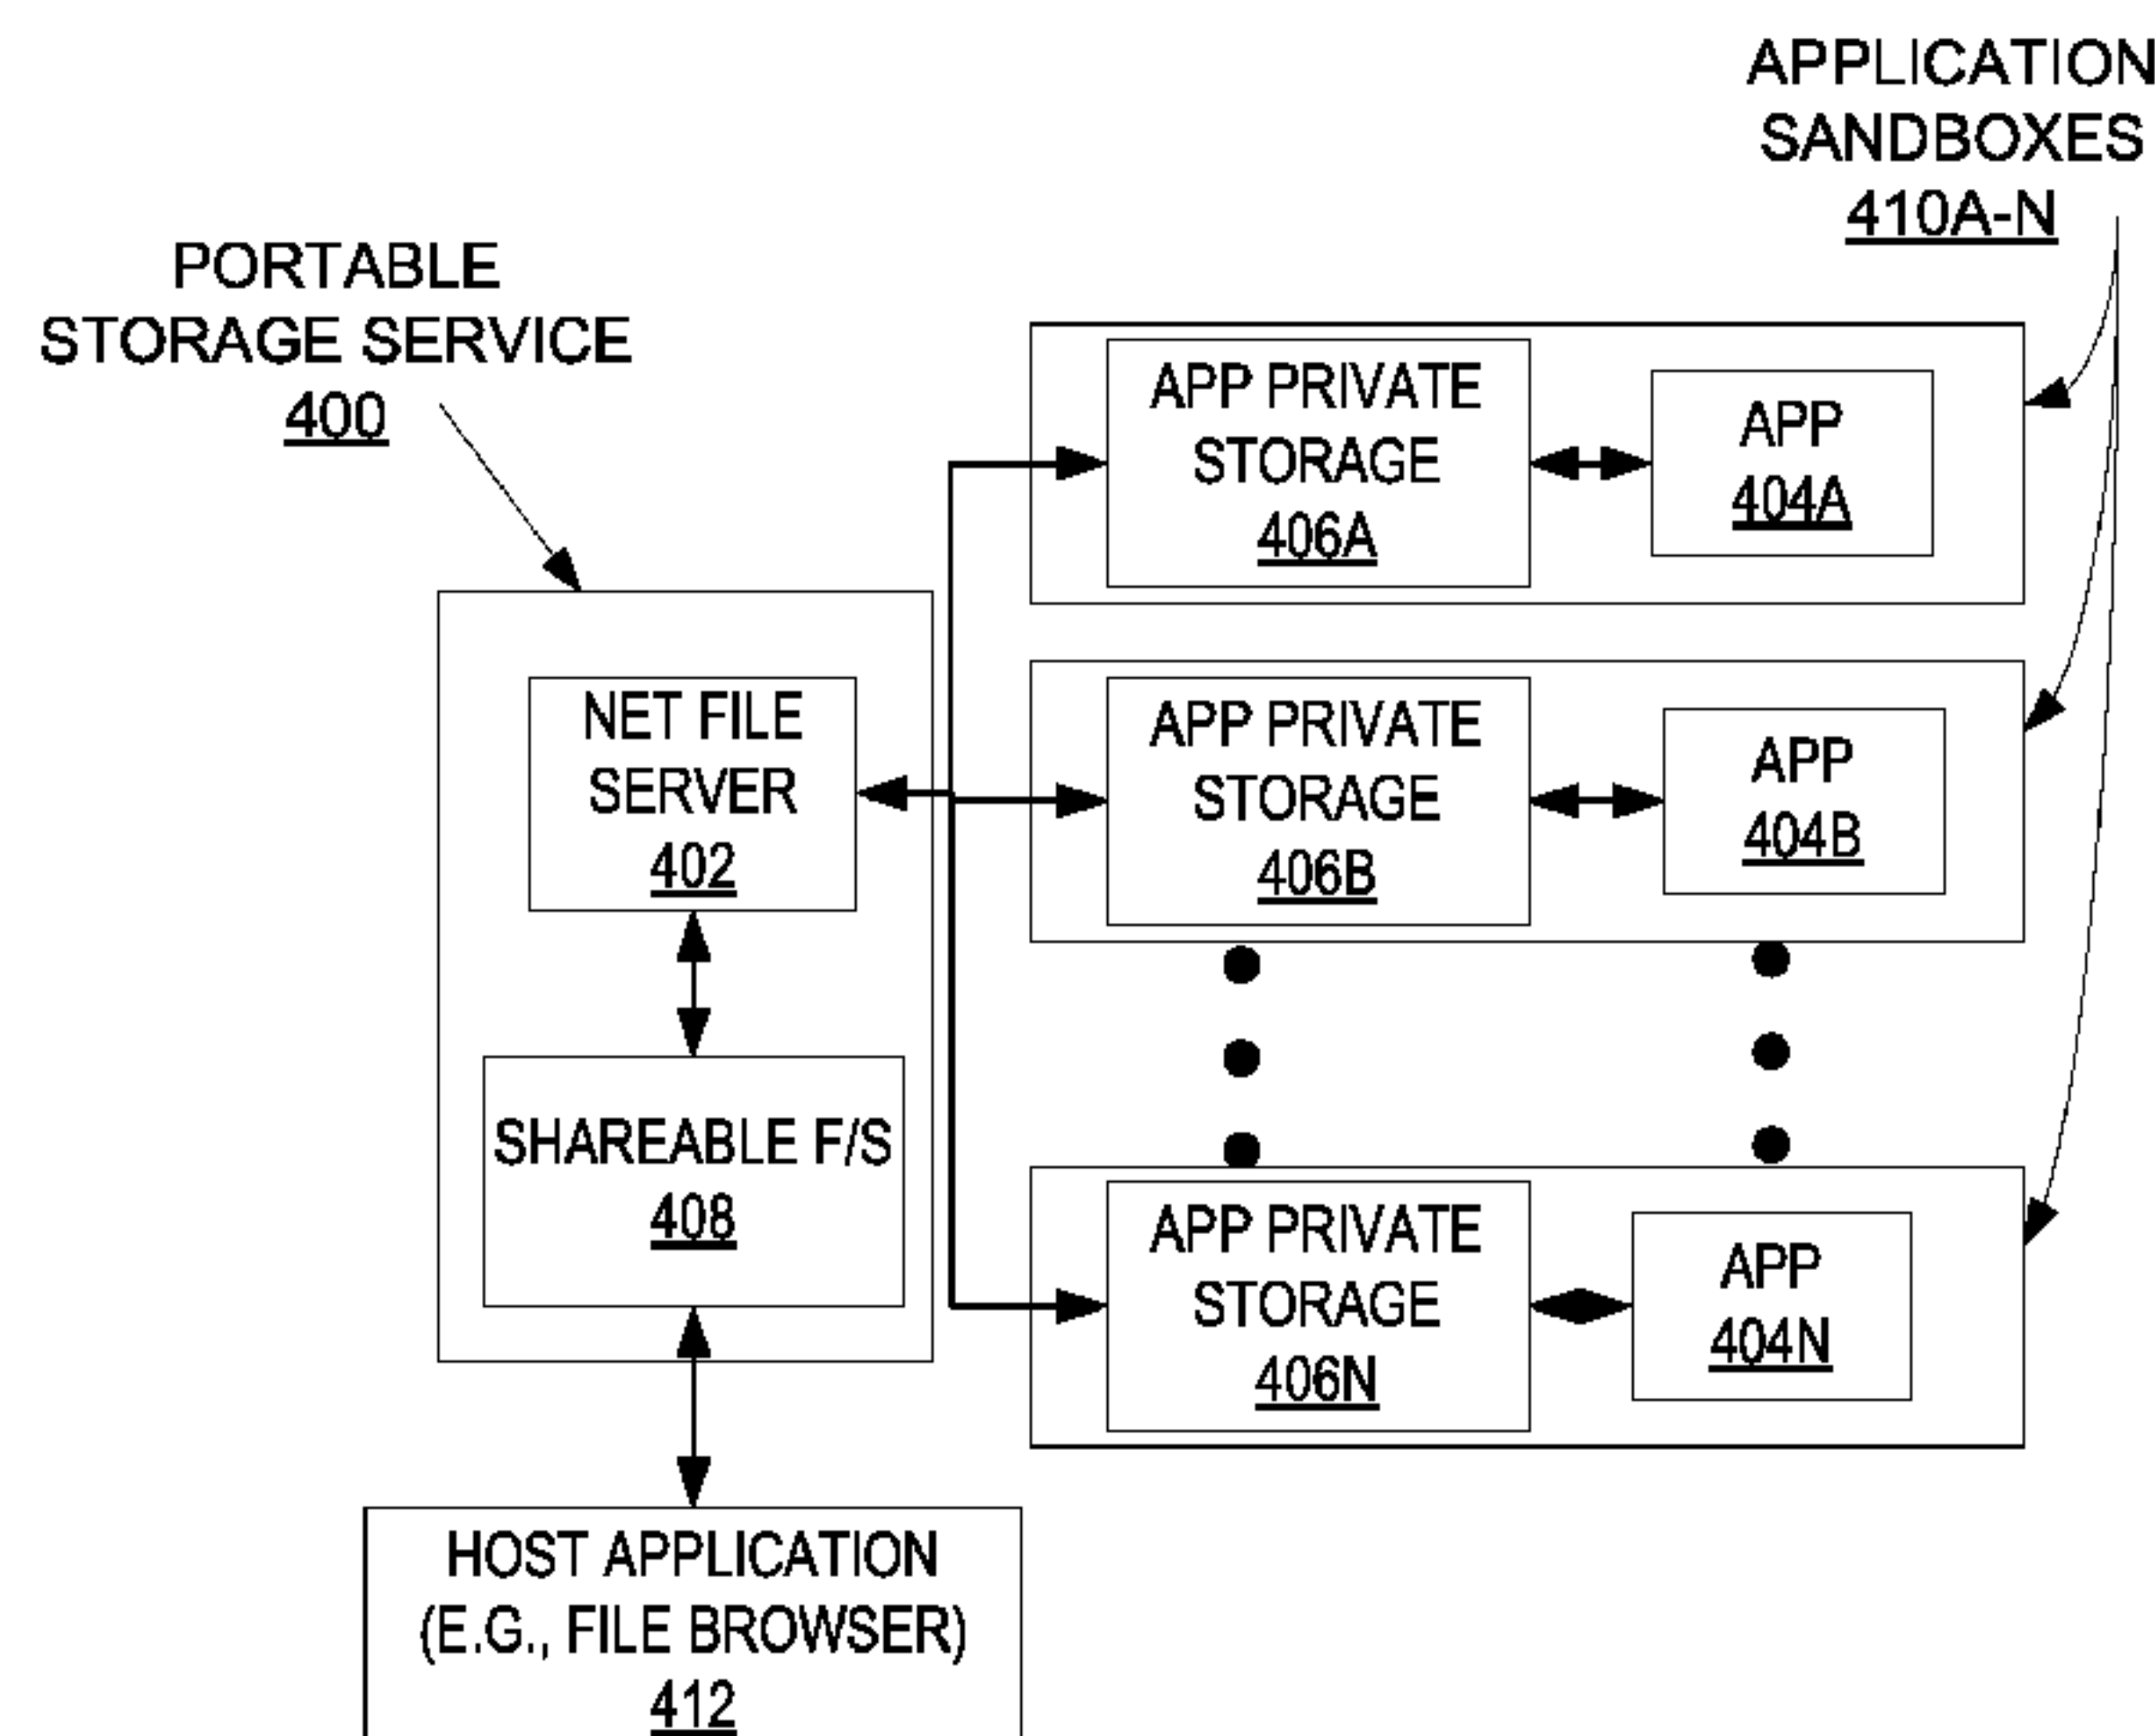 APPLICATION
SANDBOXES
410A-N
PORTABLE
STORAGE SERVICE
400
APP PRIVATE
STORAGE
406A
APP
404A
NET FILE
SERVER
402
APP PRIVATE
STORAGE
406B
APP
404B
SHAREABLE F/S
408
APP PRIVATE
STORAGE
406N
APP
404N
HOST APPLICATION
(E.G., FILE BROWSER)
412